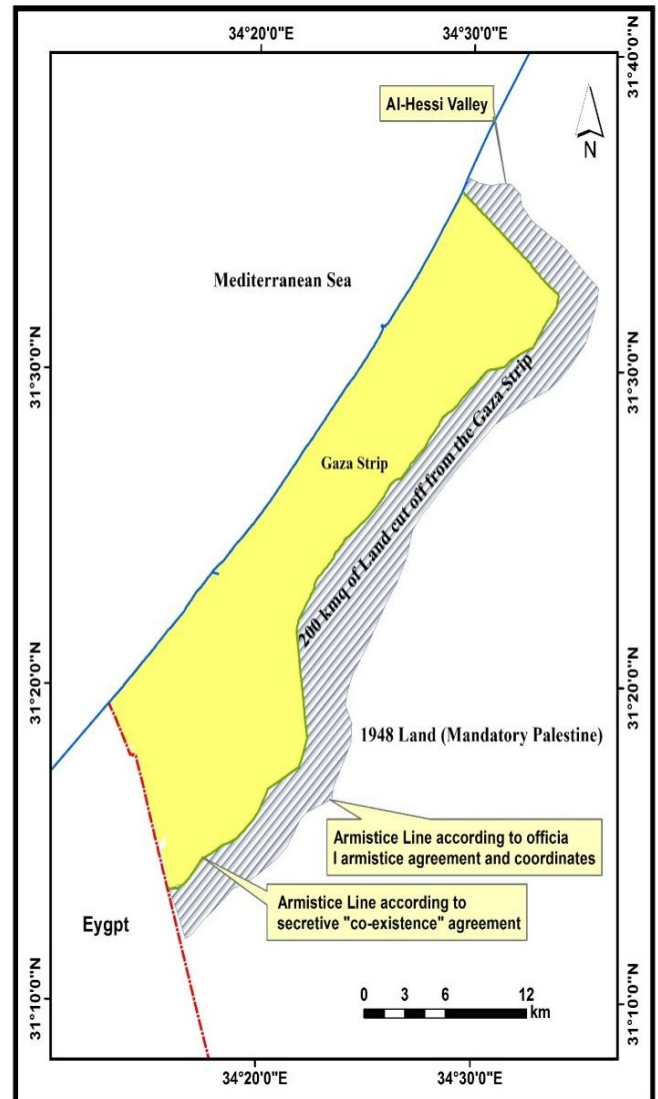 34°20'0"E
34°30'0"E
31°40'0"N
Al-Hessi Valley
N
Mediterranean Sea
31°30'0"N
31°30'0"N
Gaza Strip
200 kmq of Land cut off from the Gaza Strip
31°20'0"N
31°20'0"N
1948 Land (Mandatory Palestine)
Armistice Line according to officia
l armistice agreement and coordinates
Armistice Line according to
secretive "co-existence" agreement
Eygpt
31°10'0"N
31°10'0"N
0 3 6 12
km
34°20'0"E
34°30'0"E